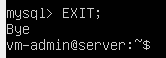 mysql> EXIT;
Bye
vm-admin@server:~$